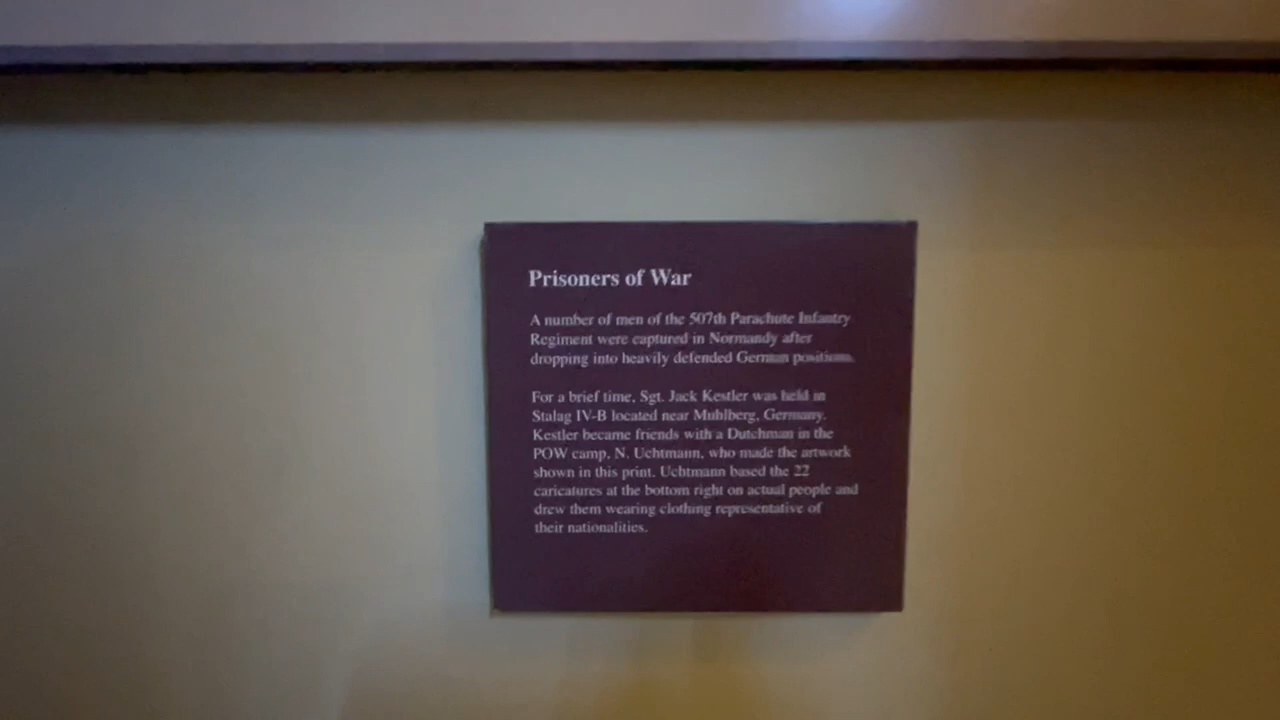 Prisoners of War
A number of men of the 507th Parachute Infantry
Regiment were captured in Normandy after
dropping into heavily defended German positions.
For a brief time, Sgt. Jack Kestler was held in
Stalag IV-B located near Muhlberg, Germany.
Kestler became friends with a Dutchman in the
POW camp, N. Uchtmann, who made the artwork
shown in this print. Uchtmann based the 22
caricatures at the bottom right on actual people and
drew them wearing clothing representative of
their nationalities.